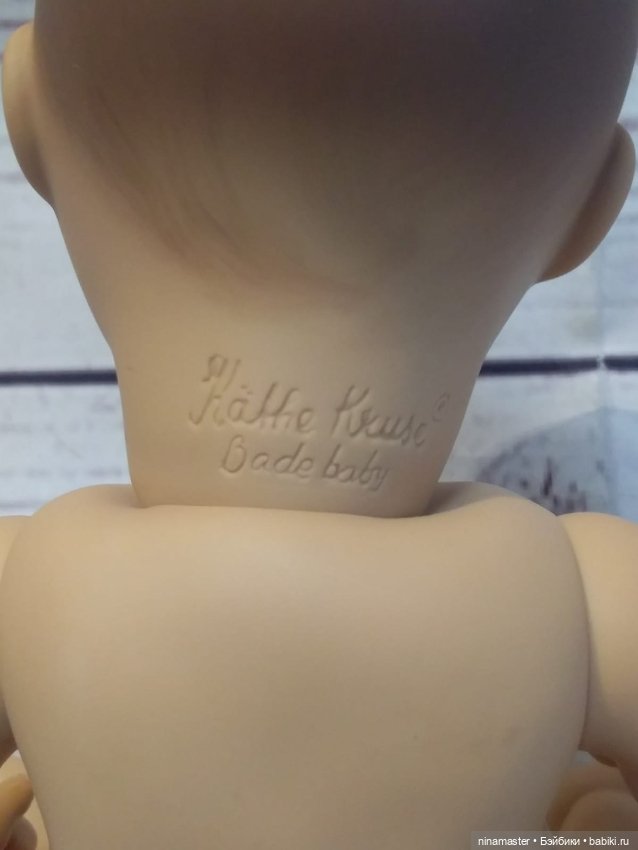 Käthe Kruse®
Badebaby
ninamaster • Бэйбики • babiki.ru